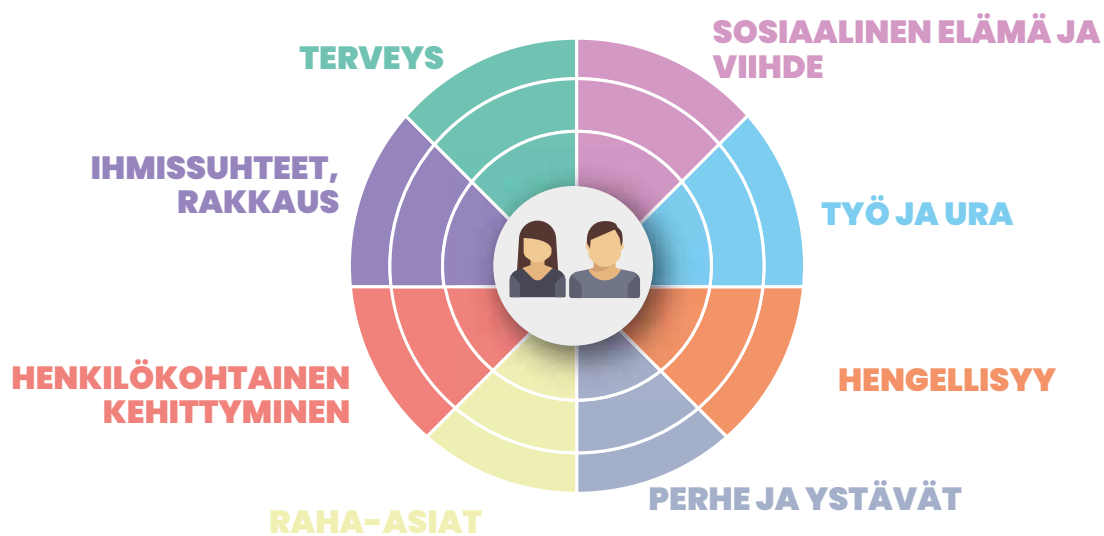 SOSIAALINEN ELÄMÄ JA
VIIHDE
TERVEYS
IHMISSUHTEET,
RAKKAUS
TYÖ JA URA
HENKILÖKOHTAINEN
KEHITTYMINEN
HENGELLISYY
PERHE JA YSTÄVÄT
RAHA-ASIAT